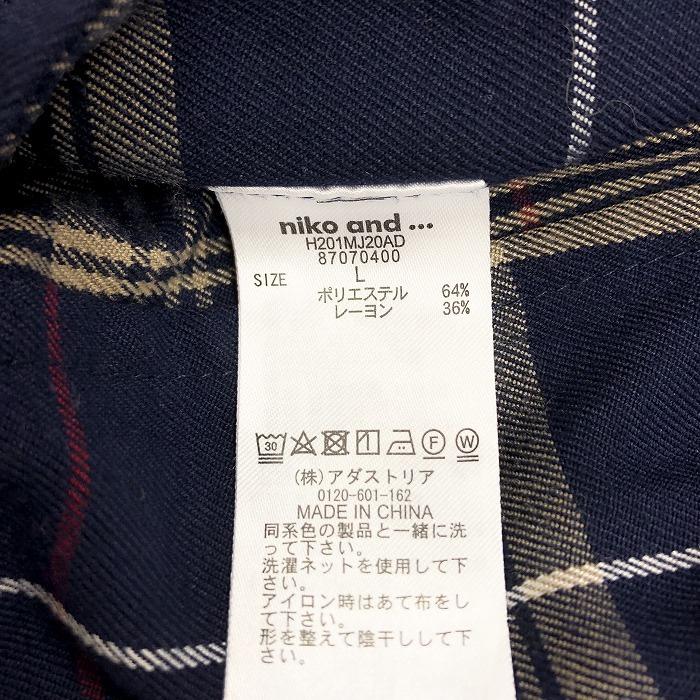 niko and ...
H201MJ20AD
87070400
SIZE L
ポリエステル 64%
レーヨン 36%
30 F W
(株)アダストリア
0120-601-162
MADE IN CHINA
同系色の製品と一緒に洗
って下さい。
洗濯ネットを使用して下
さい。
アイロン時はあて布をし
て下さい。
形を整えて陰干しして下
さい。